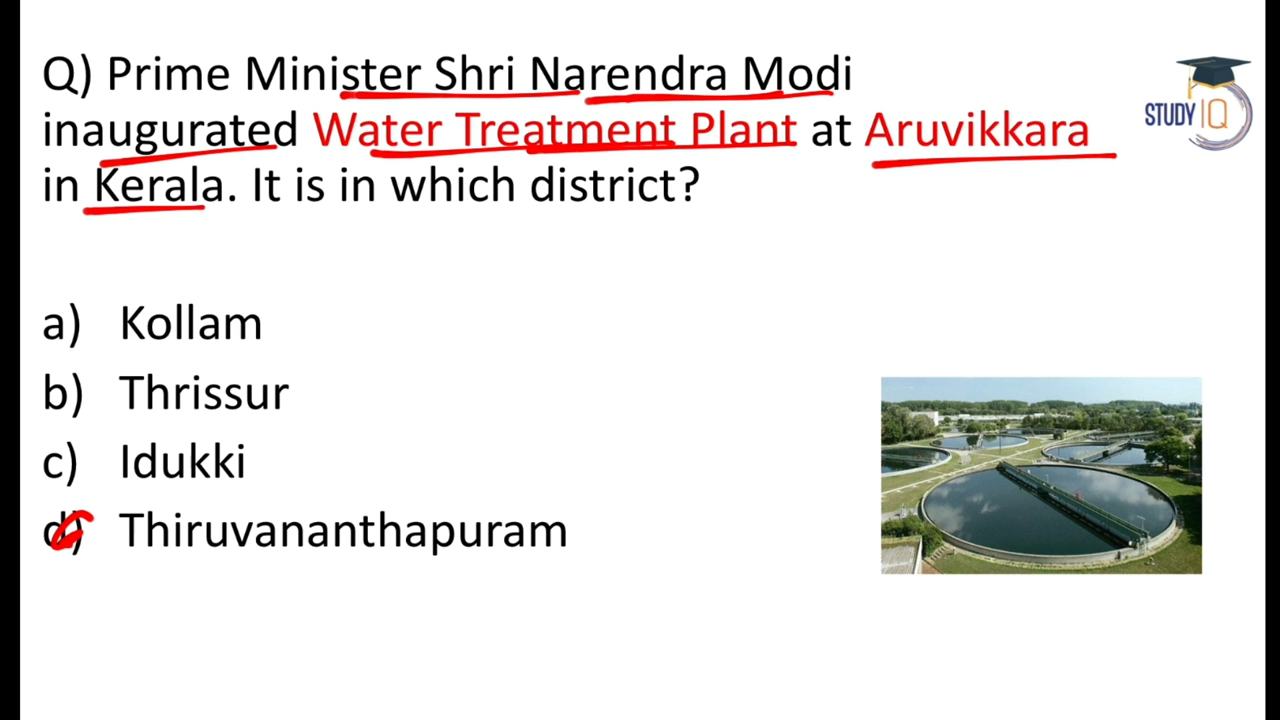 Q) Prime Minister Shri Narendra Modi
inaugurated Water Treatment Plant at Aruvikkara
in Kerala. It is in which district?
STUDY IQ
a) Kollam
b) Thrissur
c) Idukki
d) Thiruvananthapuram